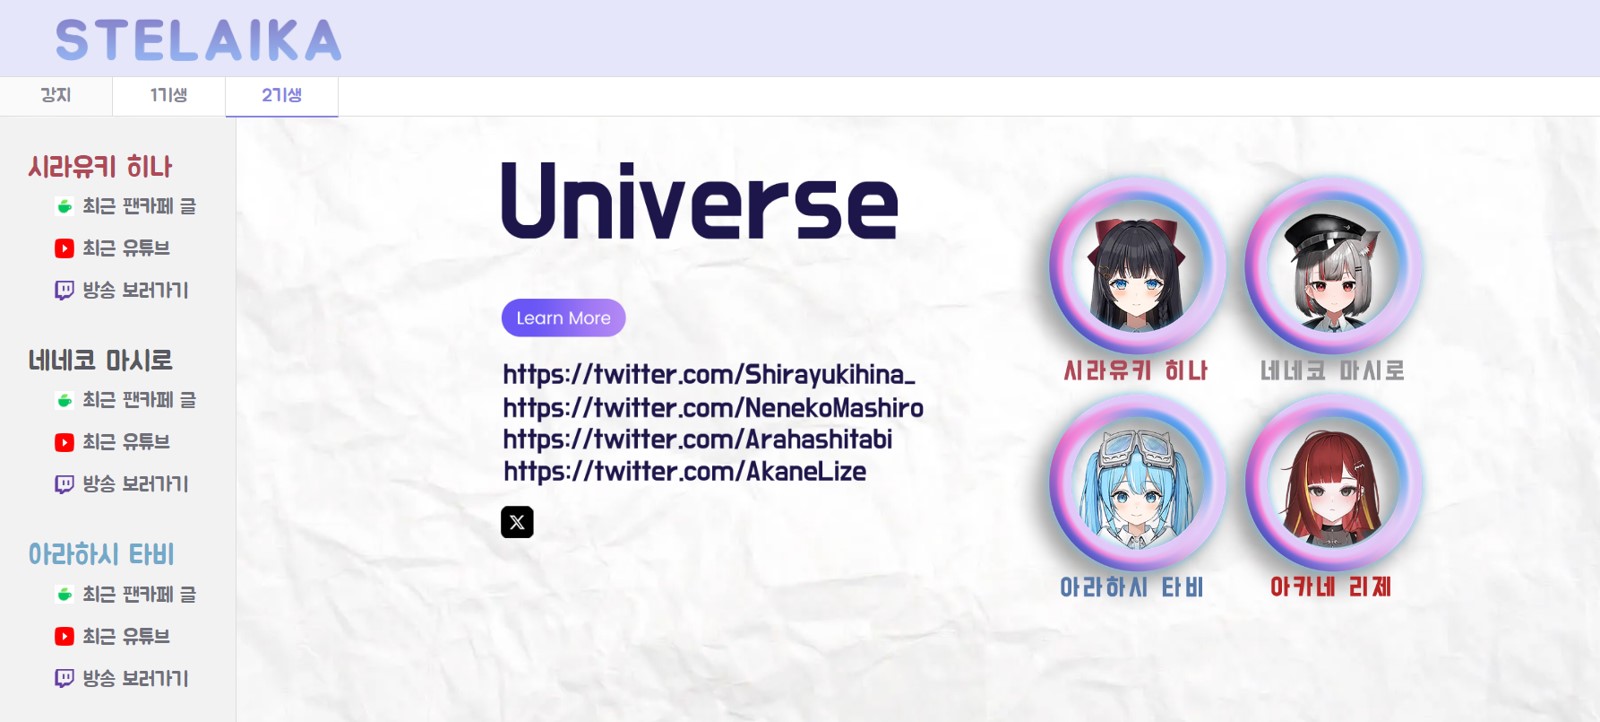 STELAIKA
강지
1기생
2기생
시라유키 히나
최근 팬카페 글
최근 유튜브
방송 보러가기
네네코 마시로
최근 팬카페 글
최근 유튜브
방송 보러가기
아라하시 타비
최근 팬카페 글
최근 유튜브
방송 보러가기
Universe
Learn More
https://twitter.com/Shirayukihina_
https://twitter.com/NenekoMashiro
https://twitter.com/Arahashitabi
https://twitter.com/AkaneLize
시라유키 히나
네네코 마시로
아라하시 타비
아카네 리제